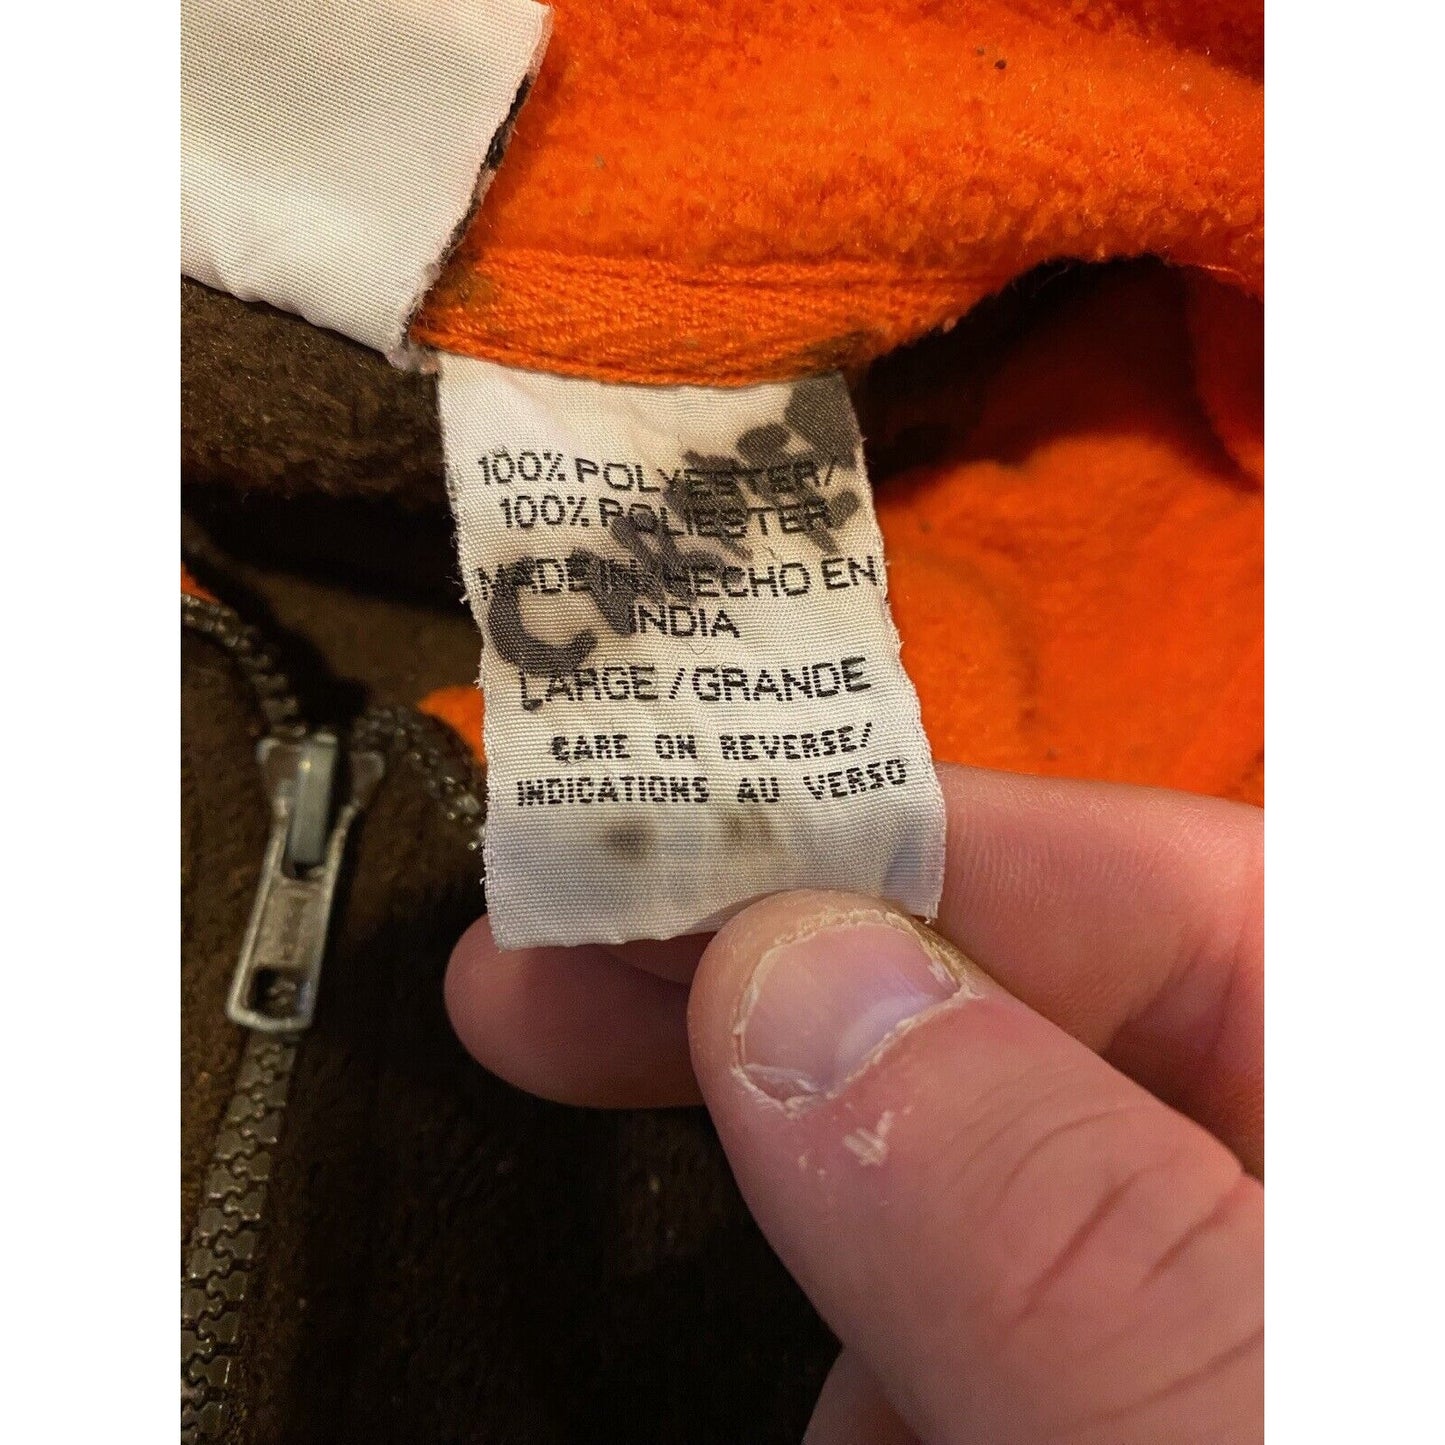 100% POLYESTER/
100% POLIESTER
MADE IN/HECHO EN
INDIA
LARGE/GRANDE
CARE ON REVERSE/
INDICATIONS AU VERSO